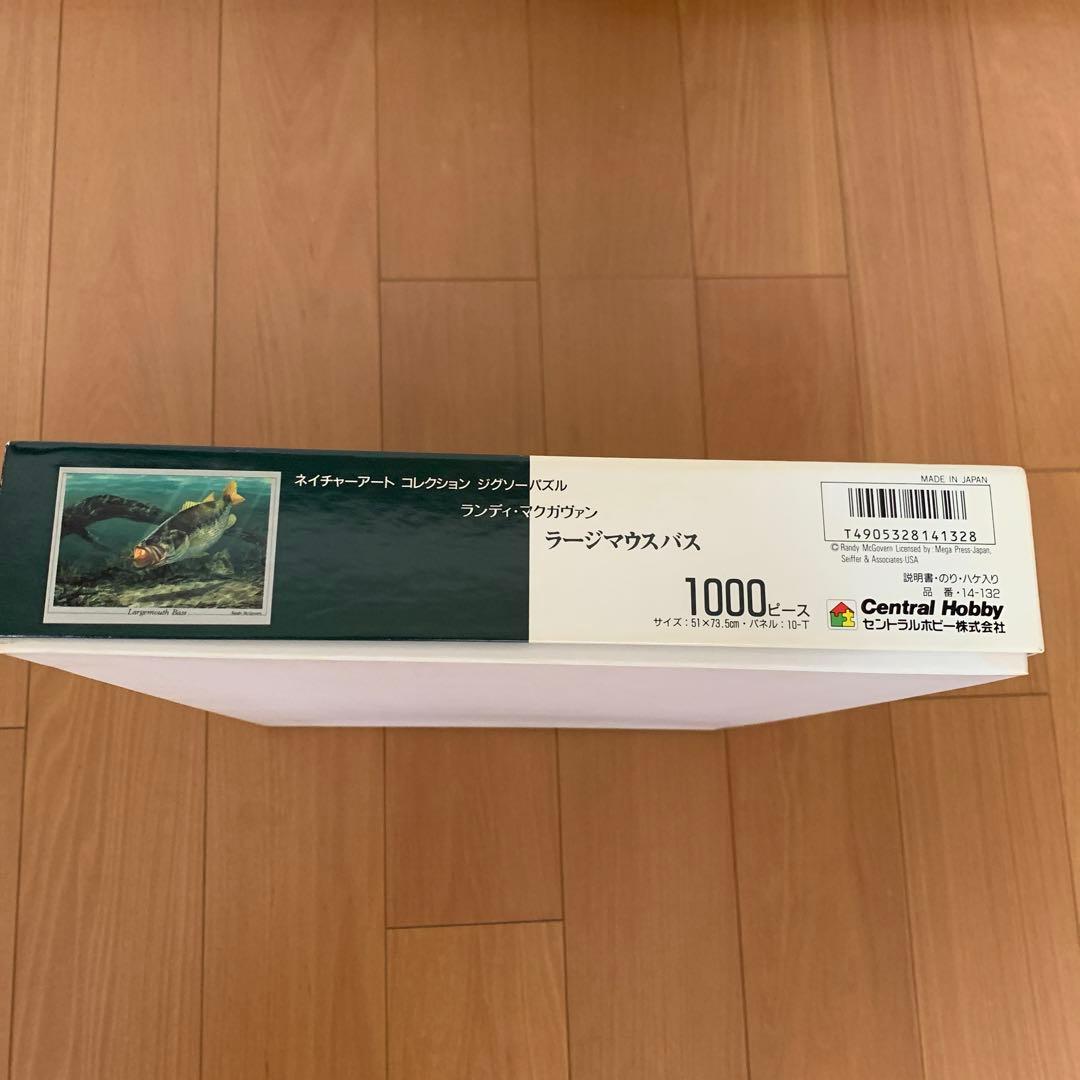 ネイチャーアート コレクション ジグソーパズル
ランディ・マクガヴァン
ラージマウスバス
1000ピース
サイズ:51×73.5cm・パネル:10-T
Largemouth Bass
Randy McGovern
MADE IN JAPAN
T4905328141328
© Randy McGovern Licensed by: Mega Press-Japan,
Seiffer & Associates-USA
説明書・のり・ハケ入り
品 番・14-132
Central Hobby
セントラルホビー株式会社